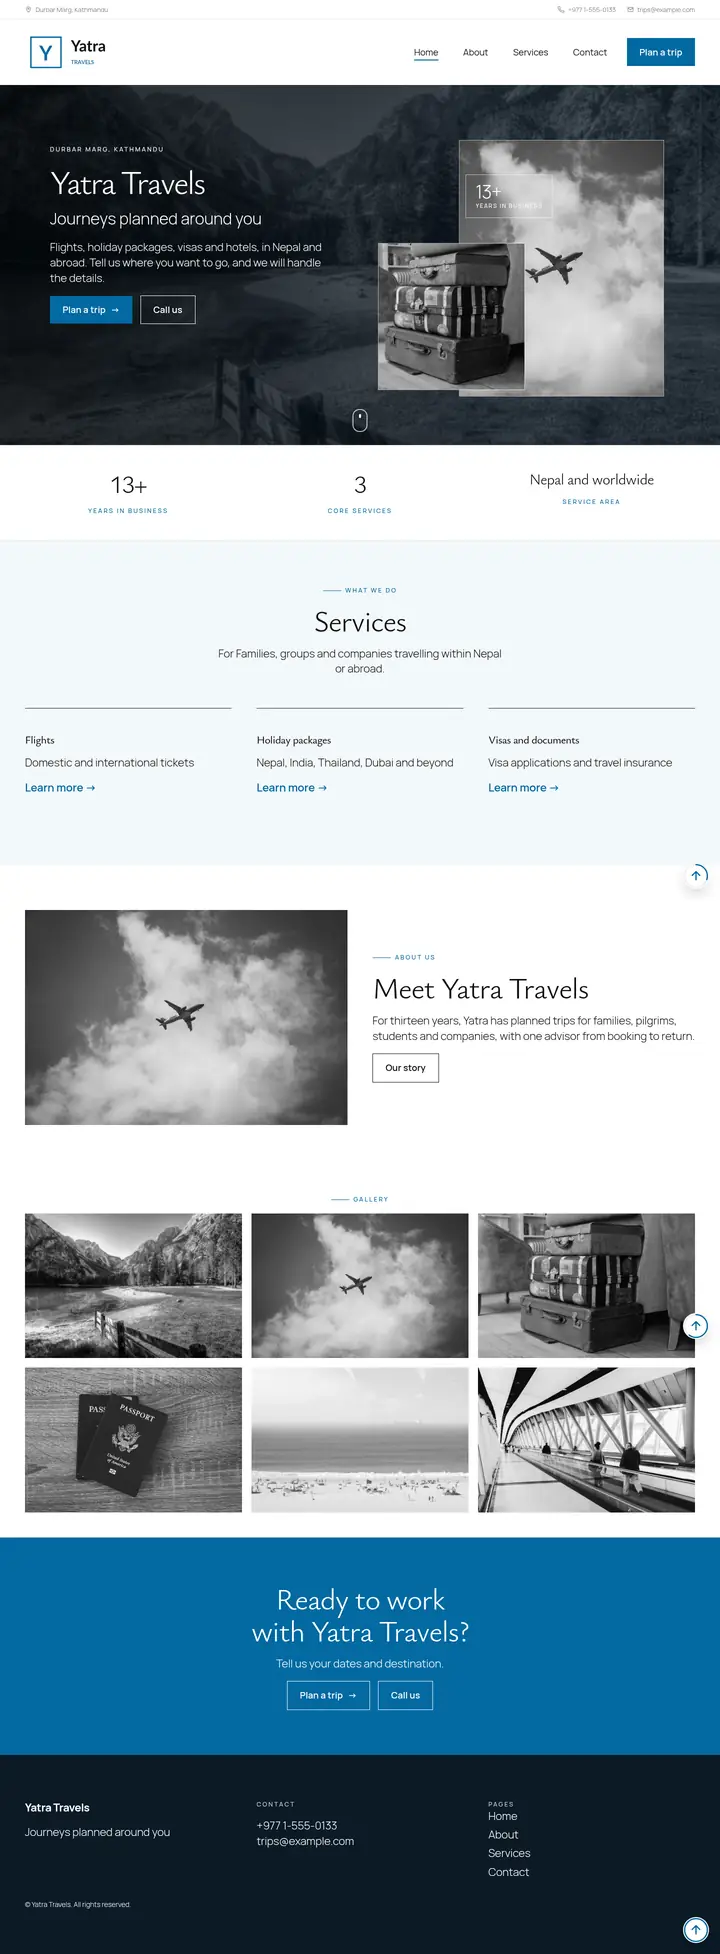 Durbar Marg, Kathmandu
+977 1-555-0133
trips@example.com
Y
Yatra
TRAVELS
Home
About
Services
Contact
Plan a trip
DURBAR MARG, KATHMANDU
Yatra Travels
Journeys planned around you
Flights, holiday packages, visas and hotels, in Nepal and
abroad. Tell us where you want to go, and we will handle
the details.
Plan a trip →
Call us
13+
YEARS IN BUSINESS
13+
YEARS IN BUSINESS
3
CORE SERVICES
Nepal and worldwide
SERVICE AREA
WHAT WE DO
Services
For Families, groups and companies travelling within Nepal
or abroad.
Flights
Domestic and international tickets
Learn more →
Holiday packages
Nepal, India, Thailand, Dubai and beyond
Learn more →
Visas and documents
Visa applications and travel insurance
Learn more →
ABOUT US
Meet Yatra Travels
For thirteen years, Yatra has planned trips for families, pilgrims,
students and companies, with one advisor from booking to return.
Our story
GALLERY
PASSPORT
United States
of America
Ready to work
with Yatra Travels?
Tell us your dates and destination.
Plan a trip →
Call us
Yatra Travels
Journeys planned around you
CONTACT
+977 1-555-0133
trips@example.com
PAGES
Home
About
Services
Contact
© Yatra Travels. All rights reserved.